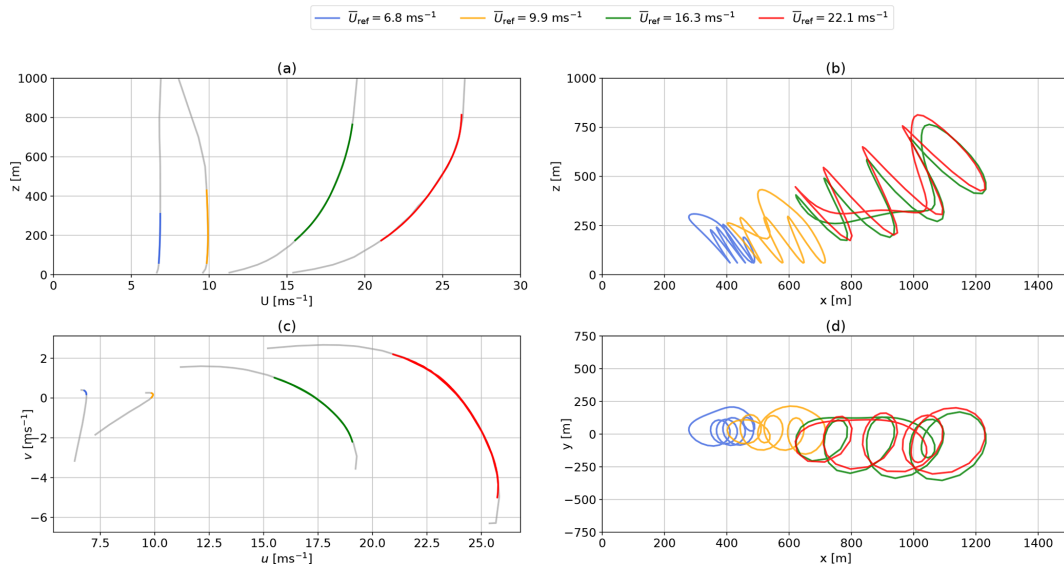 U̅ref = 6.8 ms⁻¹ U̅ref = 9.9 ms⁻¹ U̅ref = 16.3 ms⁻¹ U̅ref = 22.1 ms⁻¹
(a)
1000
800
600
400
200
0
z [m]
0 5 10 15 20 25 30
U [ms⁻¹]
(b)
1000
750
500
250
0
z [m]
0 200 400 600 800 1000 1200 1400
x [m]
(c)
2
0
−2
−4
−6
v [ms⁻¹]
7.5 10.0 12.5 15.0 17.5 20.0 22.5 25.0
u [ms⁻¹]
(d)
750
500
250
0
−250
−500
−750
y [m]
0 200 400 600 800 1000 1200 1400
x [m]